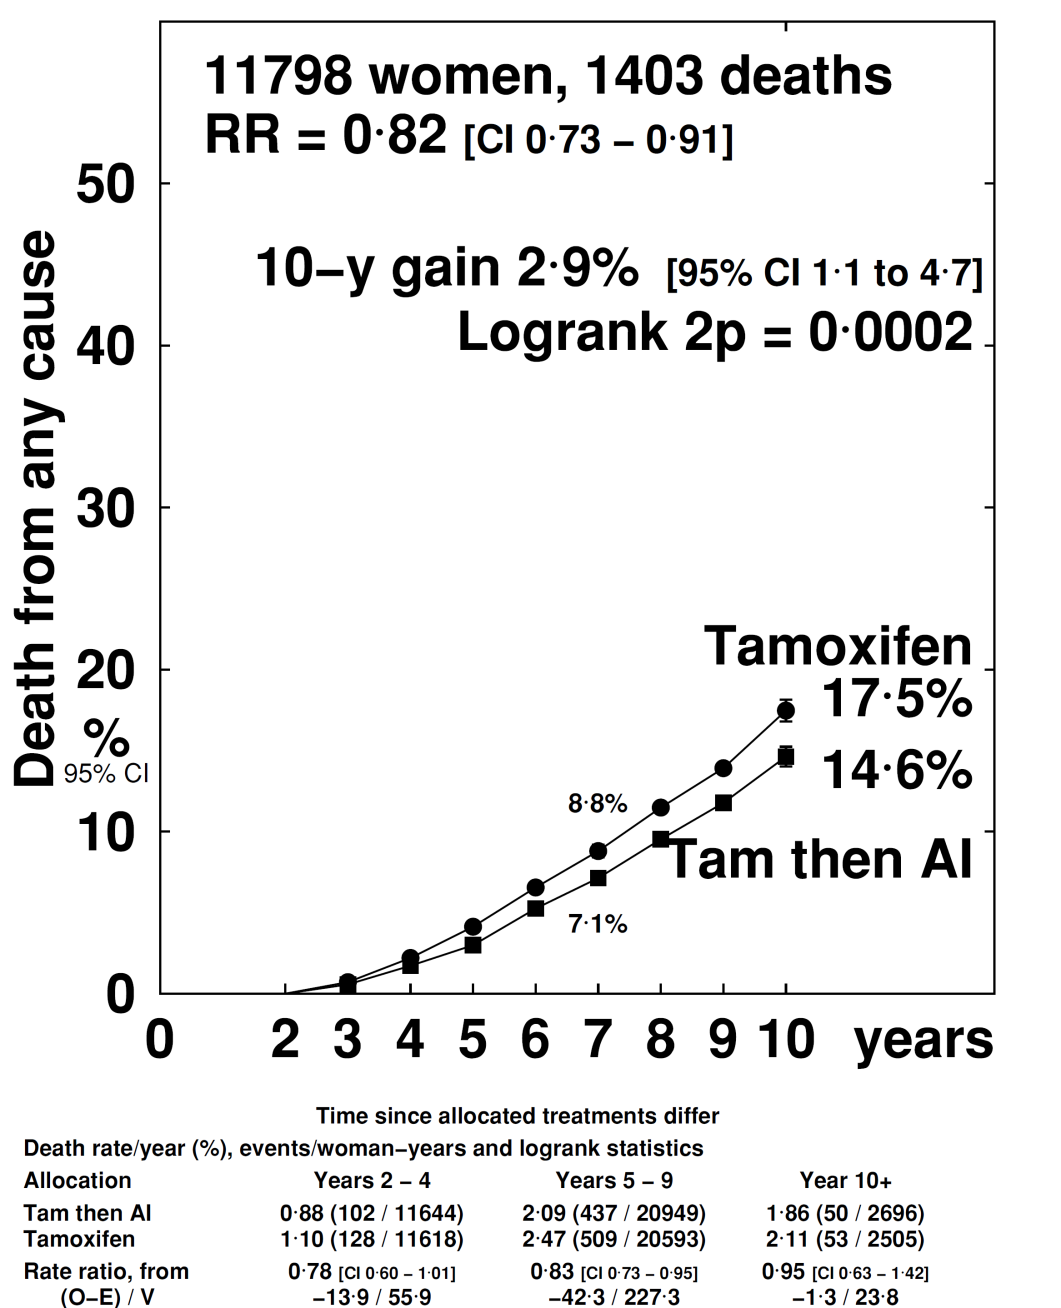 11798 women, 1403 deaths
RR = 0·82 [CI 0·73 – 0·91]
50
10–y gain 2·9% [95% CI 1·1 to 4·7]
Logrank 2p = 0·0002
40
Death from any cause
30
Tamoxifen
20
17·5%
%
95% CI
14·6%
8·8%
10
Tam then AI
7·1%
0
0 2 3 4 5 6 7 8 9 10 years
Time since allocated treatments differ
Death rate/year (%), events/woman–years and logrank statistics
Allocation Years 2 – 4 Years 5 – 9 Year 10+
Tam then AI 0·88 (102 / 11644) 2·09 (437 / 20949) 1·86 (50 / 2696)
Tamoxifen 1·10 (128 / 11618) 2·47 (509 / 20593) 2·11 (53 / 2505)
Rate ratio, from 0·78 [CI 0·60 – 1·01] 0·83 [CI 0·73 – 0·95] 0·95 [CI 0·63 – 1·42]
(O–E) / V –13·9 / 55·9 –42·3 / 227·3 –1·3 / 23·8